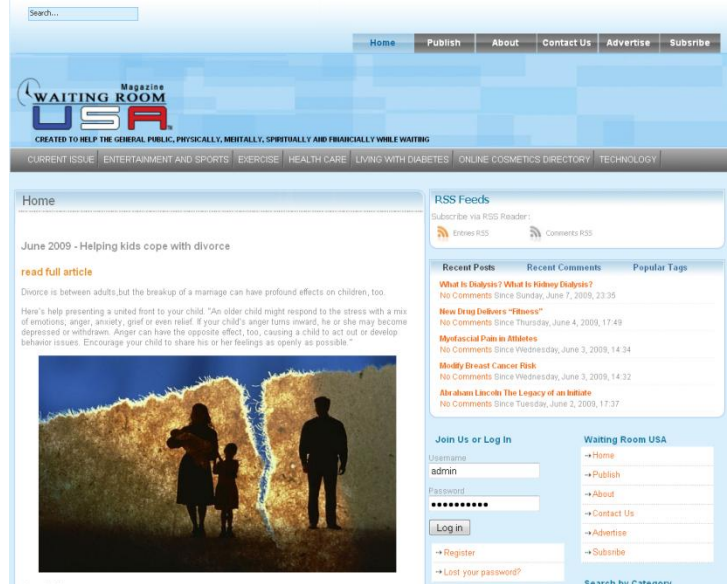 Search...
Home Publish About Contact Us Advertise Subsribe
Magazine
WAITING ROOM
USA
CREATED TO HELP THE GENERAL PUBLIC, PHYSICALLY, MENTALLY, SPIRITUALLY AND FINANCIALLY WHILE WAITING
CURRENT ISSUE ENTERTAINMENT AND SPORTS EXERCISE HEALTH CARE LIVING WITH DIABETES ONLINE COSMETICS DIRECTORY TECHNOLOGY
Home
June 2009 - Helping kids cope with divorce
read full article
Divorce is between adults,but the breakup of a marriage can have profound effects on children, too.
Here's help presenting a united front to your child. "An older child might respond to the stress with a mix
of emotions; anger, anxiety, grief or even relief. If your child's anger turns inward, he or she may become
depressed or withdrawn. Anger can have the opposite effect, too, causing a child to act out or develop
behavior issues. Encourage your child to share his or her feelings as openly as possible."
RSS Feeds
Subscribe via RSS Reader:
Entries RSS Comments RSS
Recent Posts Recent Comments Popular Tags
What Is Dialysis? What Is Kidney Dialysis?
No Comments Since Sunday, June 7, 2009, 23:35
New Drug Delivers "Fitness"
No Comments Since Thursday, June 4, 2009, 17:49
Myofascial Pain in Athletes
No Comments Since Wednesday, June 3, 2009, 14:34
Modify Breast Cancer Risk
No Comments Since Wednesday, June 3, 2009, 14:32
Abraham Lincoln The Legacy of an Initiate
No Comments Since Tuesday, June 2, 2009, 17:37
Join Us or Log In
Username
admin
Password
Log in
Register
Lost your password?
Waiting Room USA
Home
Publish
About
Contact Us
Advertise
Subsribe
Search by Category